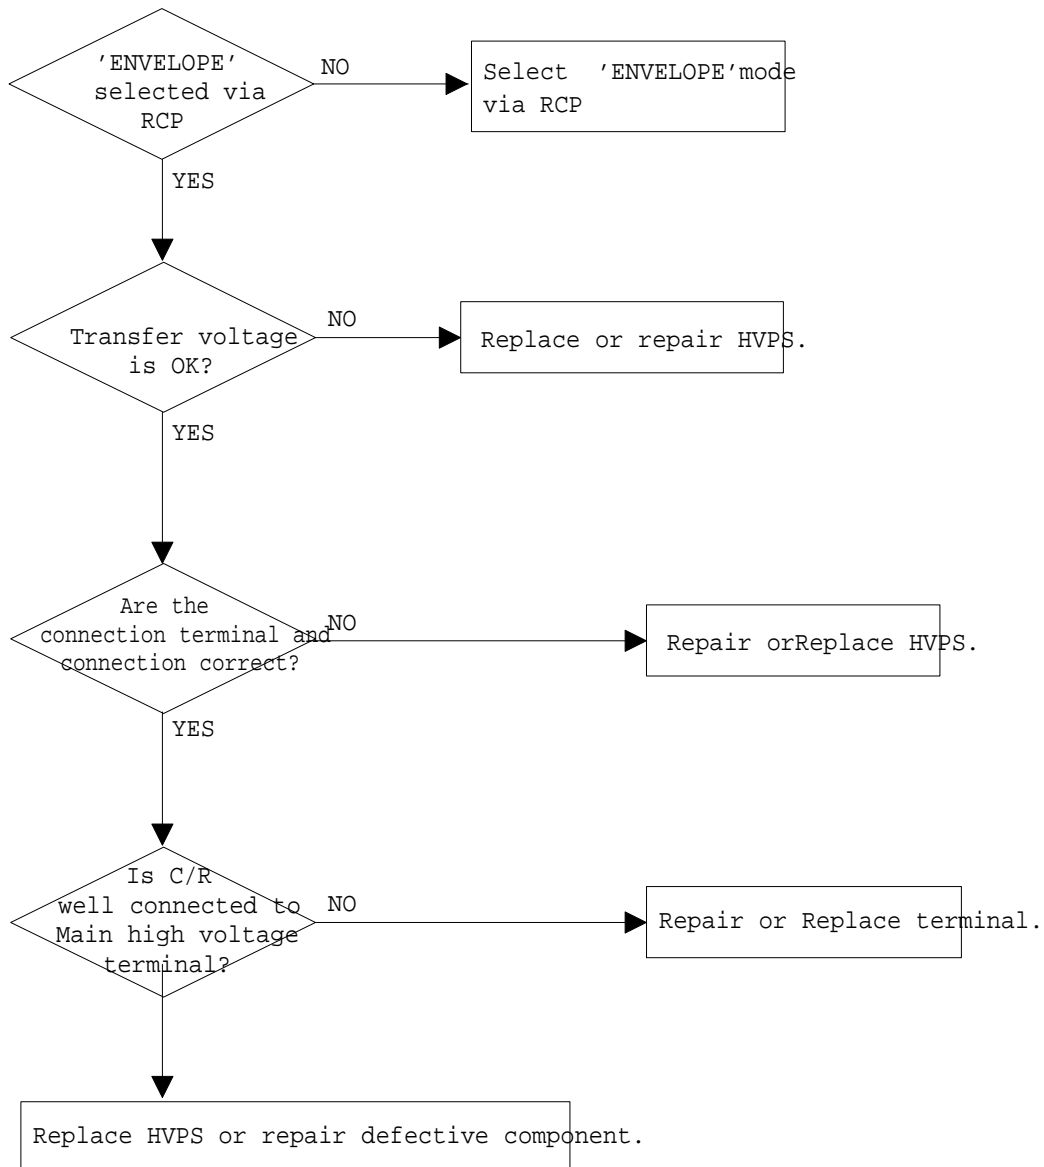 'ENVELOPE'
selected via
RCP
NO
Select 'ENVELOPE'mode
via RCP
YES
Transfer voltage
is OK?
NO
Replace or repair HVPS.
YES
Are the
connection terminal and
connection correct?
NO
Repair orReplace HVPS.
YES
Is C/R
well connected to
Main high voltage
terminal?
NO
Repair or Replace terminal.
Replace HVPS or repair defective component.